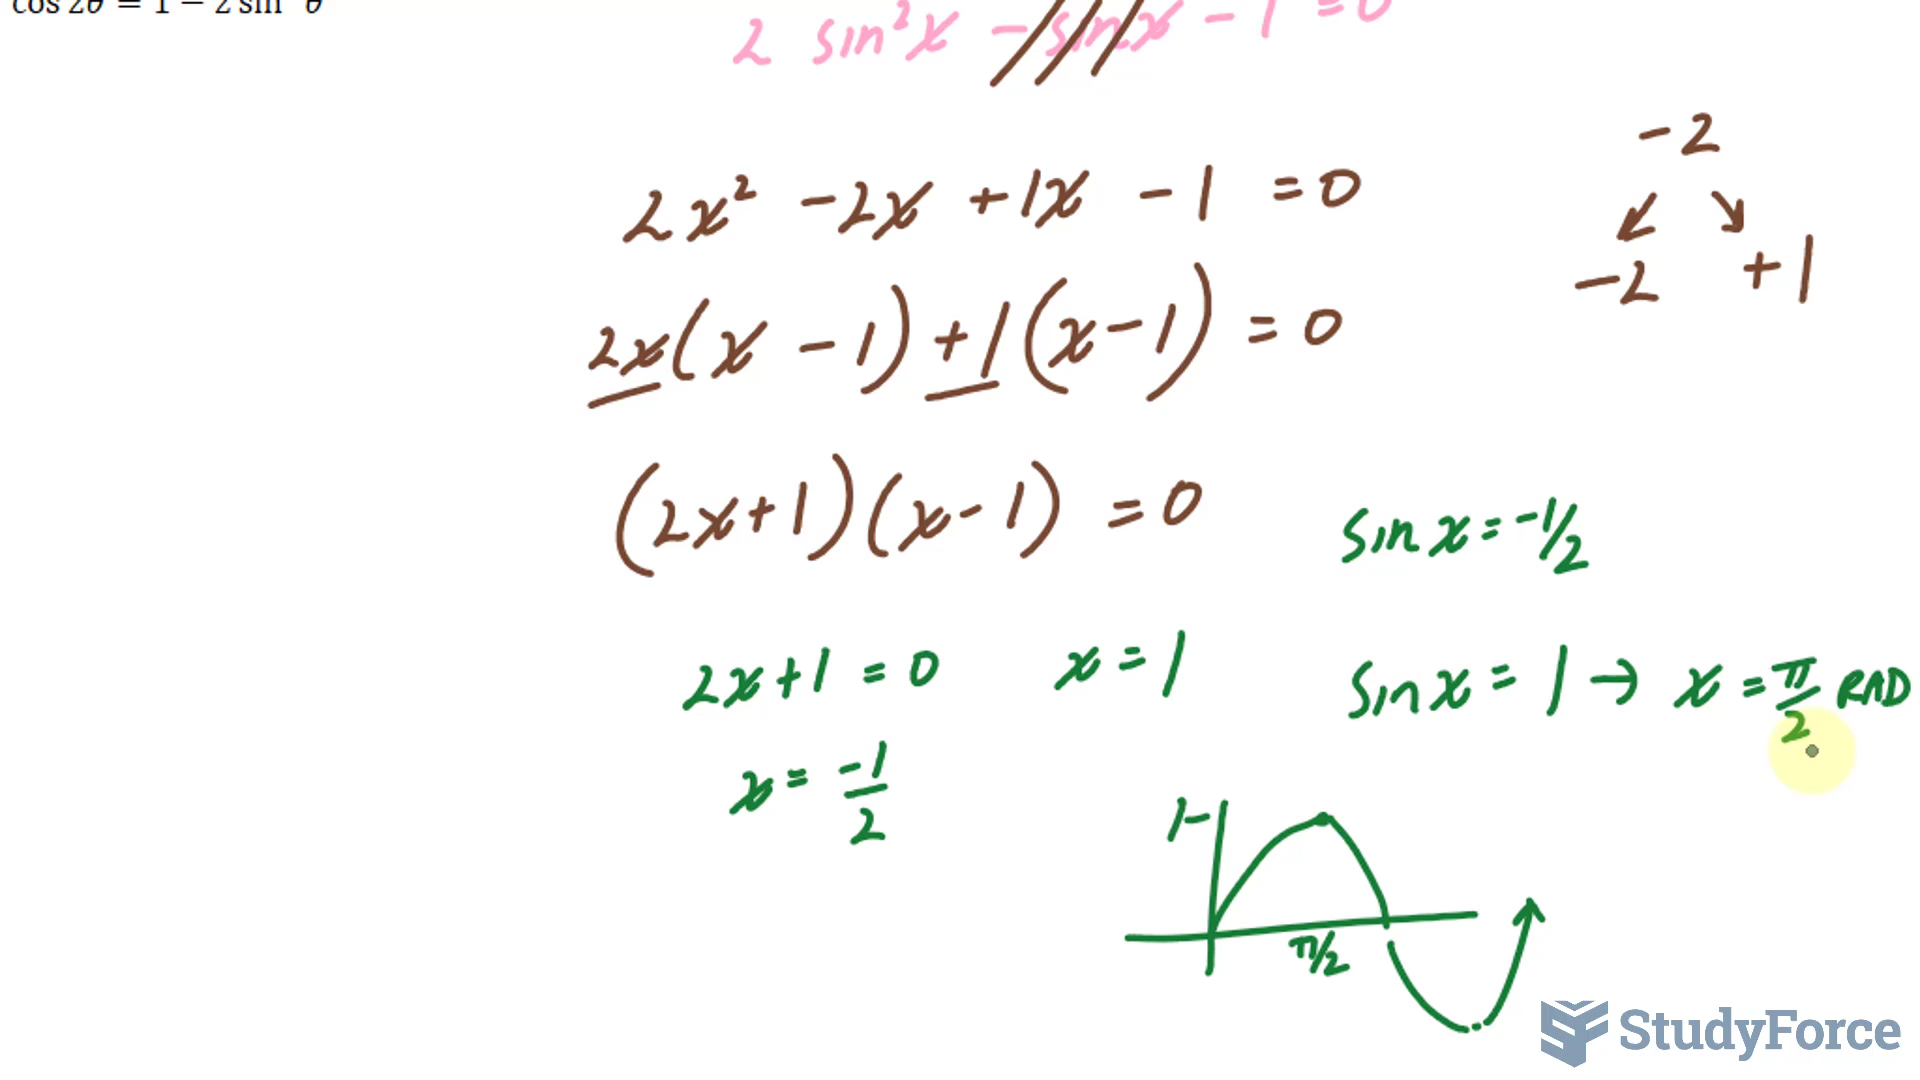 cos 2θ = 1 − 2 sin² θ
2 sin²x - sinx - 1 = 0
-2
-2 +1
2x² -2x +1x -1 = 0
2x(x - 1) +1(x-1) = 0
(2x+1)(x-1) = 0
sin x = -1/2
2x+1 = 0
x = 1
sin x = 1 → x = π/2 RAD
x = -1/2
1
π/2
StudyForce